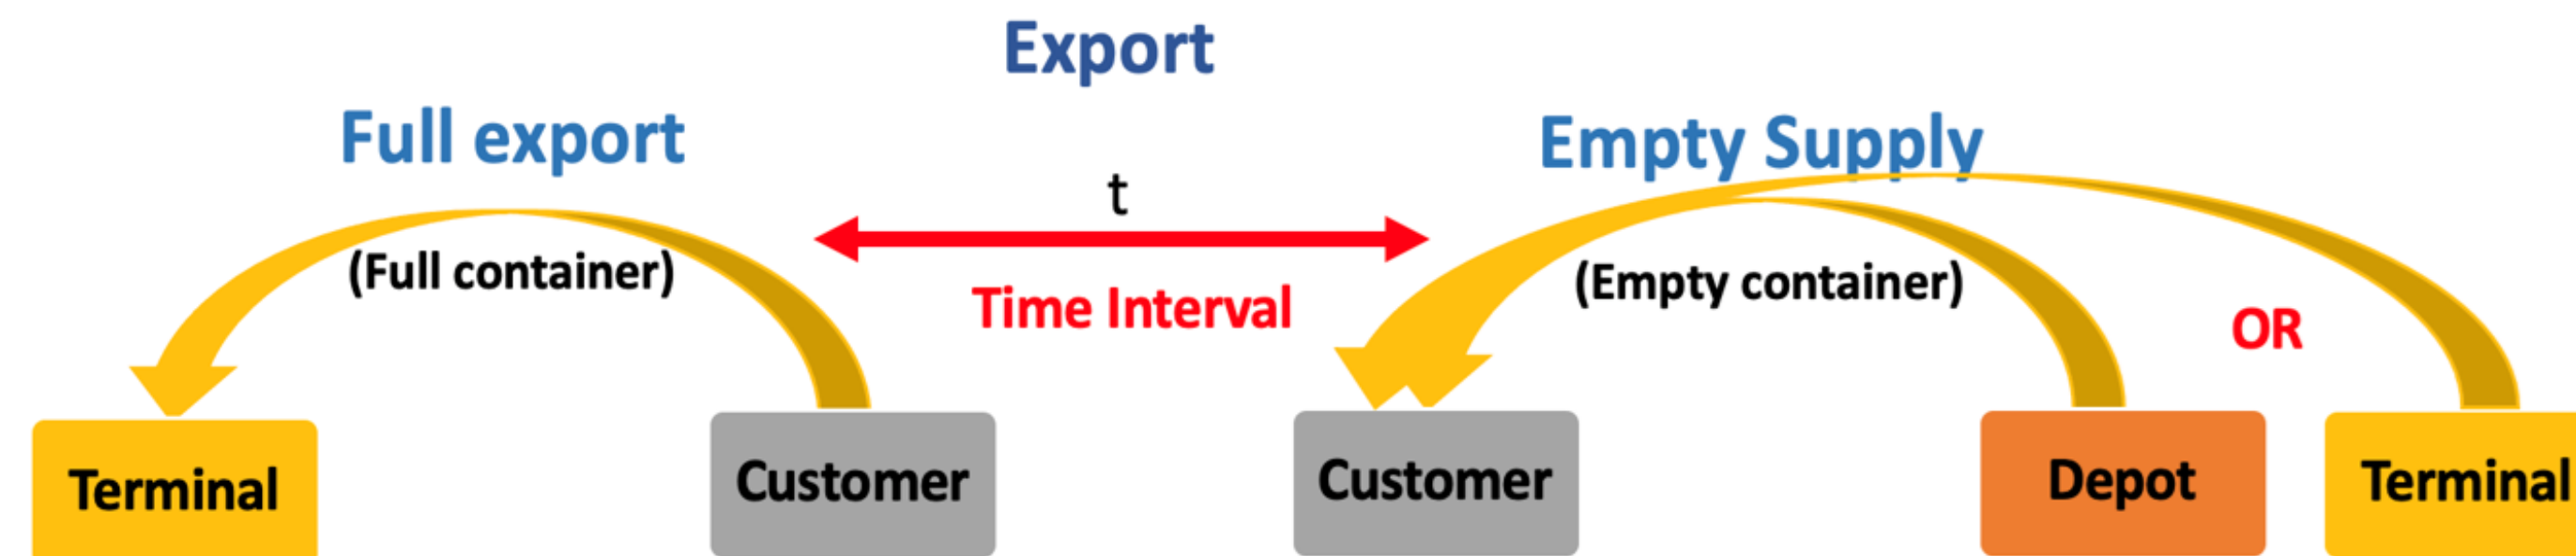 Export
Full export
Empty Supply
t
(Full container)
(Empty container)
Time Interval
OR
Terminal
Customer
Customer
Depot
Terminal